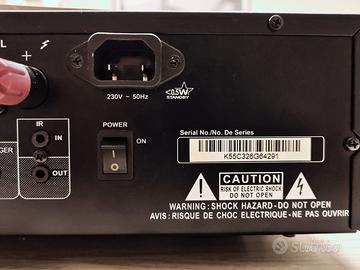 L
+
<0.5W
STANDBY
230V ~ 50Hz
IR
IN
OUT
POWER
ON
Serial No./No. De Series
K55C326G64291
CAUTION
RISK OF ELECTRIC SHOCK
DO NOT OPEN
WARNING : SHOCK HAZARD - DO NOT OPEN
AVIS : RISQUE DE CHOC ELECTRIQUE - NE PAS OUVRIR
subito